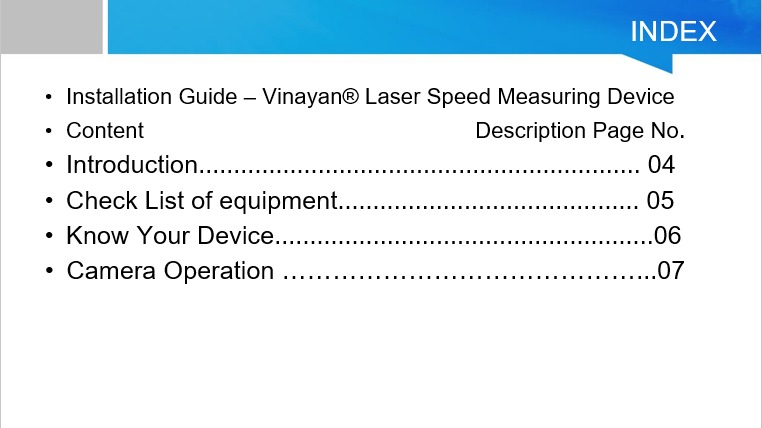 INDEX
• Installation Guide – Vinayan® Laser Speed Measuring Device
• Content Description Page No.
• Introduction............................................................... 04
• Check List of equipment.......................................... 05
• Know Your Device......................................................06
• Camera Operation ……………………………………...07